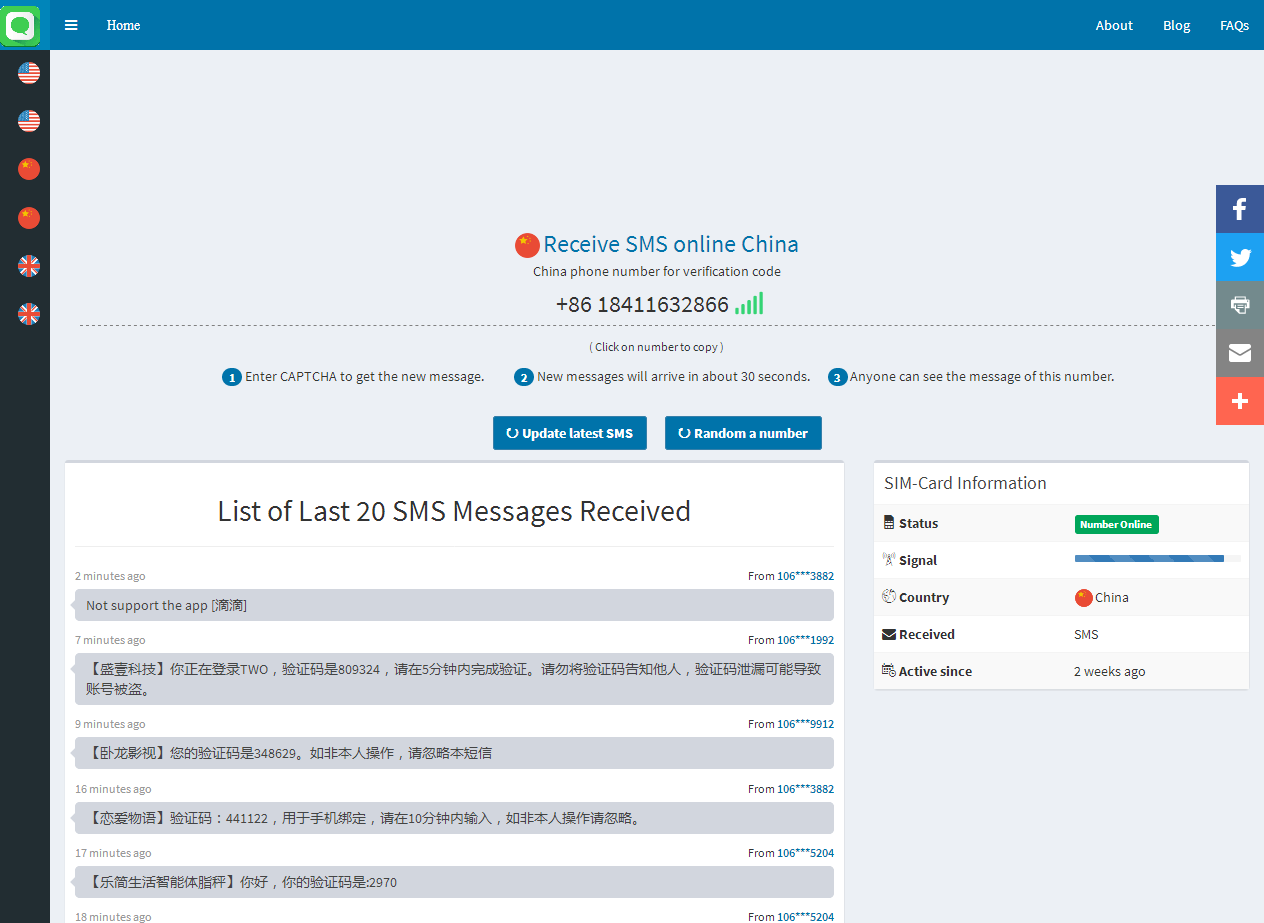 Home
About
Blog
FAQs
Receive SMS online China
China phone number for verification code
+86 18411632866
( Click on number to copy )
1 Enter CAPTCHA to get the new message.
2 New messages will arrive in about 30 seconds.
3 Anyone can see the message of this number.
Update latest SMS
Random a number
List of Last 20 SMS Messages Received
2 minutes ago
From 106***3882
Not support the app [滴滴]
7 minutes ago
From 106***1992
【盛壹科技】你正在登录TWO，验证码是809324，请在5分钟内完成验证。请勿将验证码告知他人，验证码泄漏可能导致
账号被盗。
9 minutes ago
From 106***9912
【卧龙影视】您的验证码是348629。如非本人操作，请忽略本短信
16 minutes ago
From 106***3882
【恋爱物语】验证码：441122，用于手机绑定，请在10分钟内输入，如非本人操作请忽略。
17 minutes ago
From 106***5204
【乐简生活智能体脂秤】你好，你的验证码是:2970
18 minutes ago
From 106***5204
SIM-Card Information
Status
Number Online
Signal
Country
China
Received
SMS
Active since
2 weeks ago